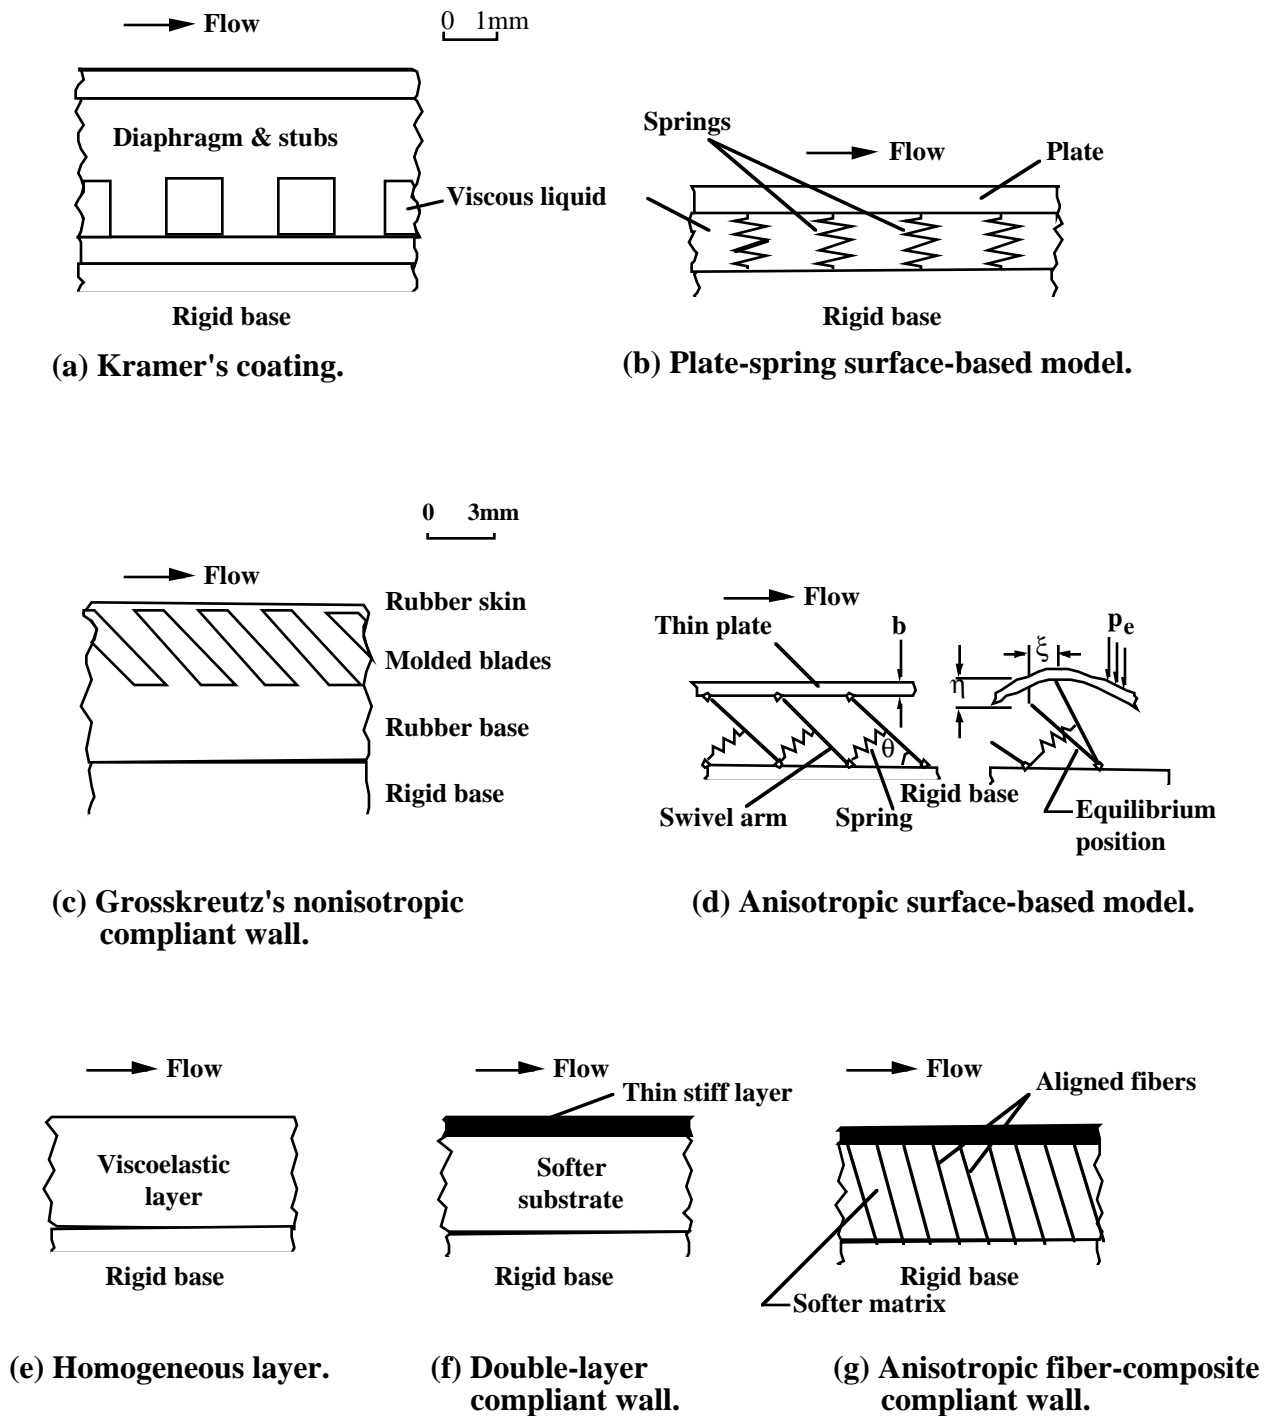 Flow
0 1mm
Diaphragm & stubs
Viscous liquid
Rigid base
(a) Kramer's coating.
Springs
Flow
Plate
Rigid base
(b) Plate-spring surface-based model.
0 3mm
Flow
Rubber skin
Molded blades
Rubber base
Rigid base
(c) Grosskreutz's nonisotropic
compliant wall.
Flow
Thin plate
b
ξ
pe
η
θ
Rigid base
Swivel arm
Spring
Equilibrium
position
(d) Anisotropic surface-based model.
Flow
Viscoelastic
layer
Rigid base
(e) Homogeneous layer.
Flow
Thin stiff layer
Softer
substrate
Rigid base
(f) Double-layer
compliant wall.
Flow
Aligned fibers
Rigid base
Softer matrix
(g) Anisotropic fiber-composite
compliant wall.